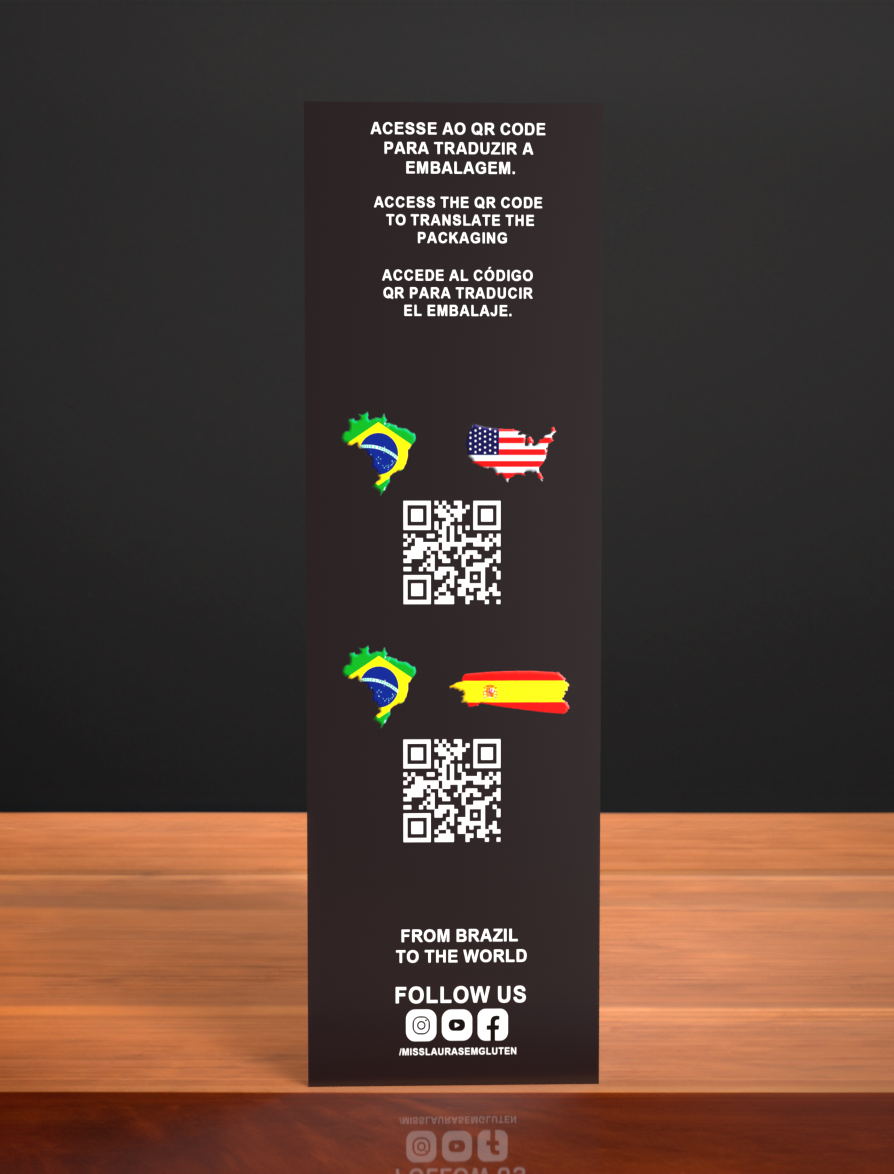 ACESSE AO QR CODE
PARA TRADUZIR A
EMBALAGEM.
ACCESS THE QR CODE
TO TRANSLATE THE
PACKAGING
ACCEDE AL CÓDIGO
QR PARA TRADUCIR
EL EMBALAJE.
FROM BRAZIL
TO THE WORLD
FOLLOW US
/MISSLAURASEMGLUTEN